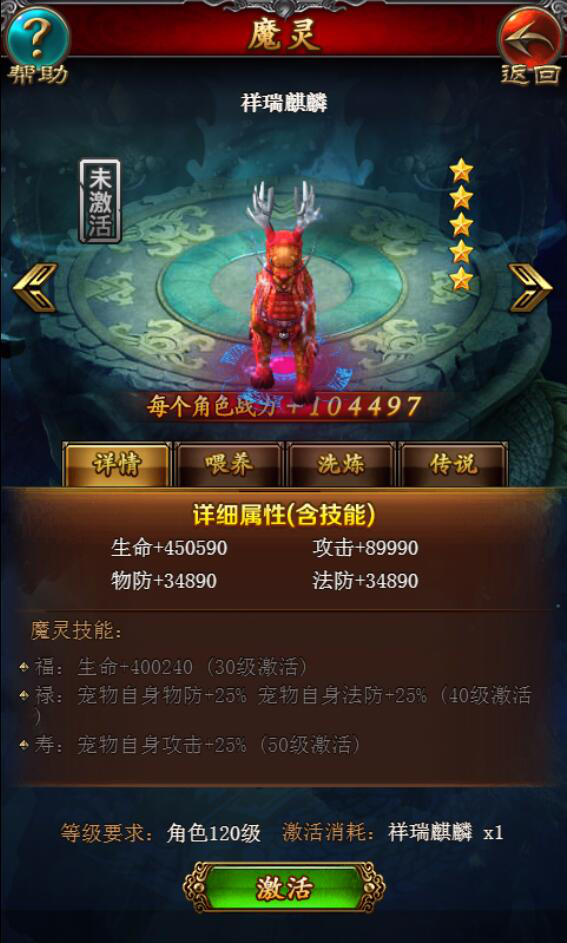 魔灵
帮助
返回
祥瑞麒麟
未激活
每个角色战力+104497
详情 喂养 洗炼 传说
详细属性(含技能)
生命+450590 攻击+89990
物防+34890 法防+34890
魔灵技能：
福：生命+400240（30级激活）
禄：宠物自身物防+25% 宠物自身法防+25%（40级激活
）
寿：宠物自身攻击+25%（50级激活）
等级要求：角色120级 激活消耗：祥瑞麒麟 x1
激活